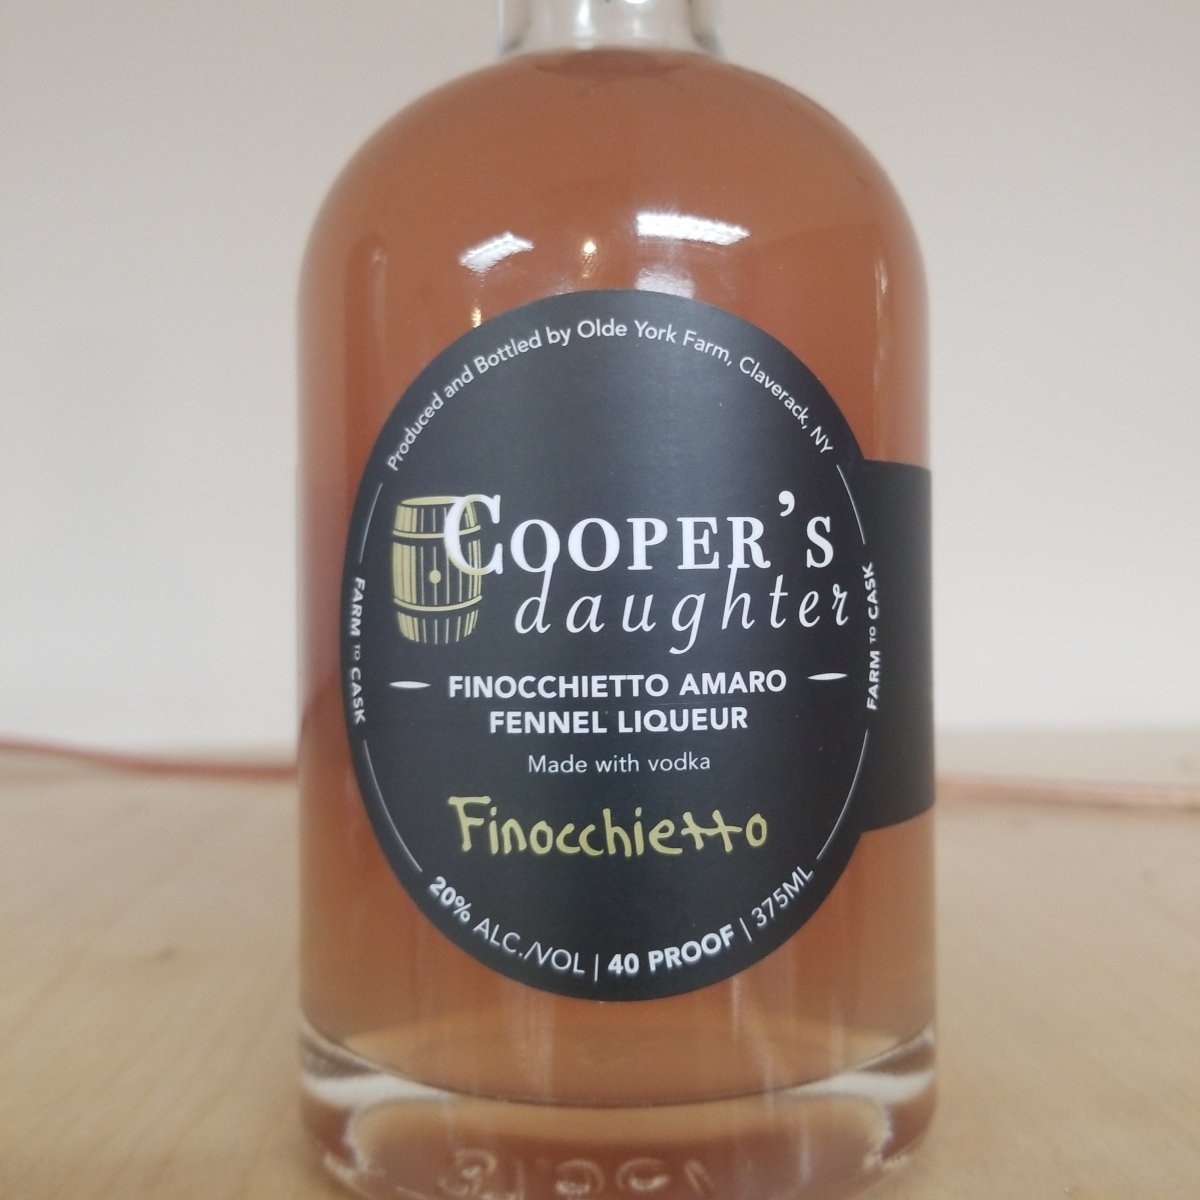 Produced and Bottled by Olde York Farm, Claverack, NY
COOPER'S
daughter
FARM TO CASK
FARM TO CASK
FINOCCHIETTO AMARO
FENNEL LIQUEUR
Made with vodka
Finocchietto
20% ALC./VOL | 40 PROOF | 375ML